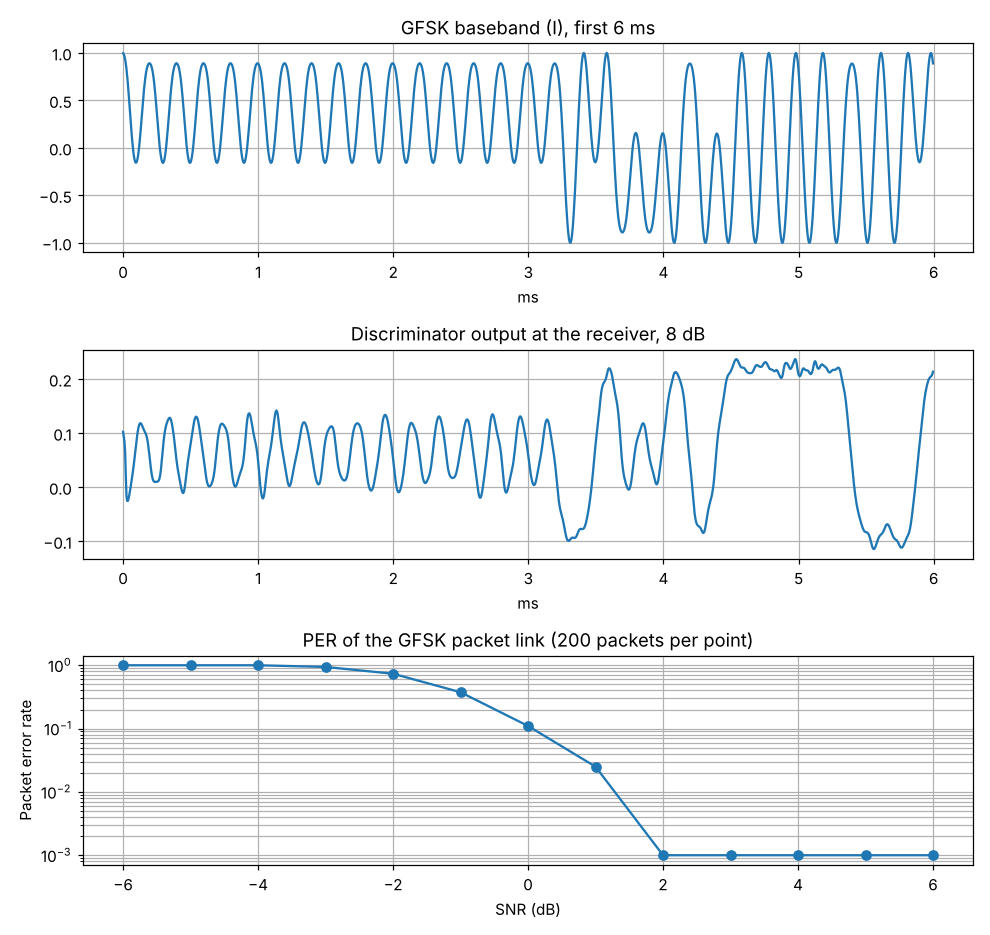 GFSK baseband (I), first 6 ms
1.0
0.5
0.0
−0.5
−1.0
0 1 2 3 4 5 6
ms
Discriminator output at the receiver, 8 dB
0.2
0.1
0.0
−0.1
0 1 2 3 4 5 6
ms
PER of the GFSK packet link (200 packets per point)
Packet error rate
10⁰
10⁻¹
10⁻²
10⁻³
−6 −4 −2 0 2 4 6
SNR (dB)